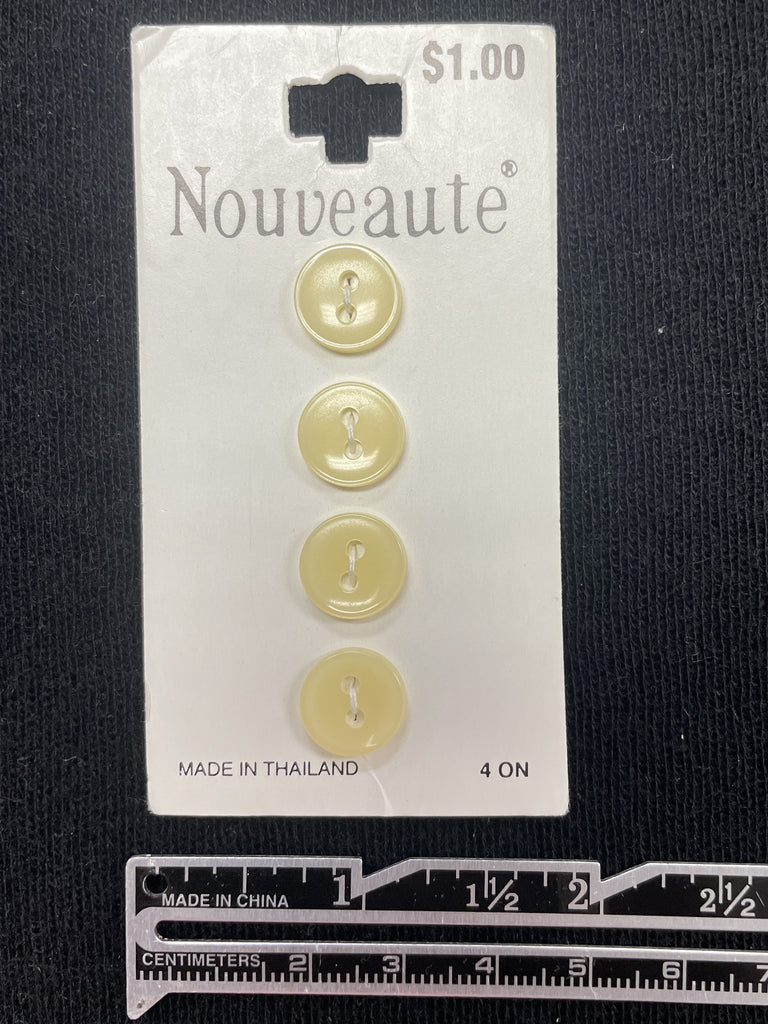 $1.00
Nouveaute®
MADE IN THAILAND
4 ON
1 1½ 2 2½
MADE IN CHINA
CENTIMETERS 2 3 4 5 6 7